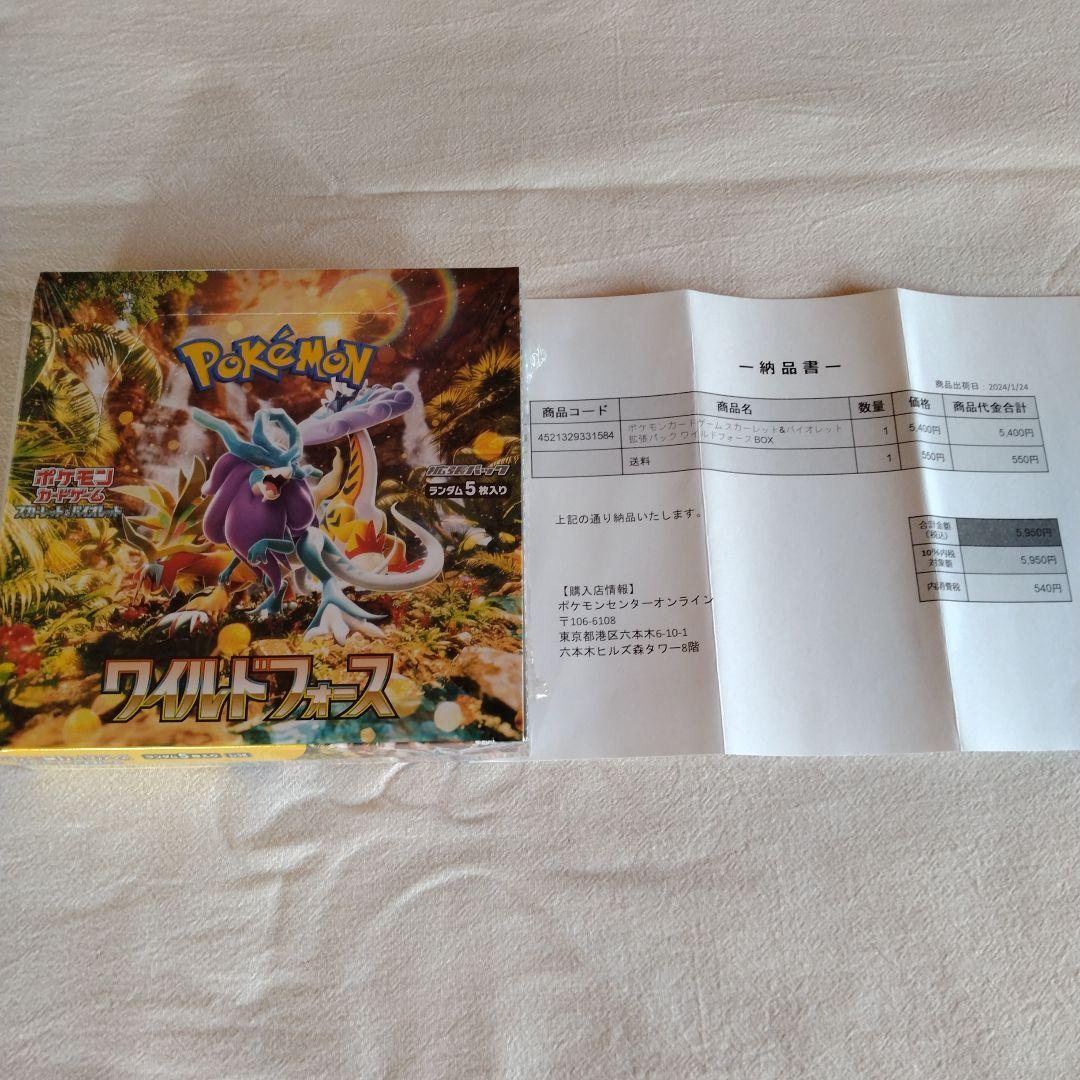 POKéMON
ポケモン
カードゲーム
スカーレット&バイオレット
拡張パック
ランダム5枚入り
ワイルドフォース
ランダム5枚入り
ー納品書ー
商品出荷日：2024/1/24
商品コード 商品名 数量 価格 商品代金合計
4521329331584 ポケモンカードゲーム スカーレット&バイオレット 1 5,400円 5,400円
拡張パック ワイルドフォース BOX
送料 1 550円 550円
上記の通り納品いたします。
合計金額 5,950円
(税込)
10%内税 5,950円
対象額
内消費税 540円
【購入店情報】
ポケモンセンターオンライン
〒106-6108
東京都港区六本木6-10-1
六本木ヒルズ森タワー8階